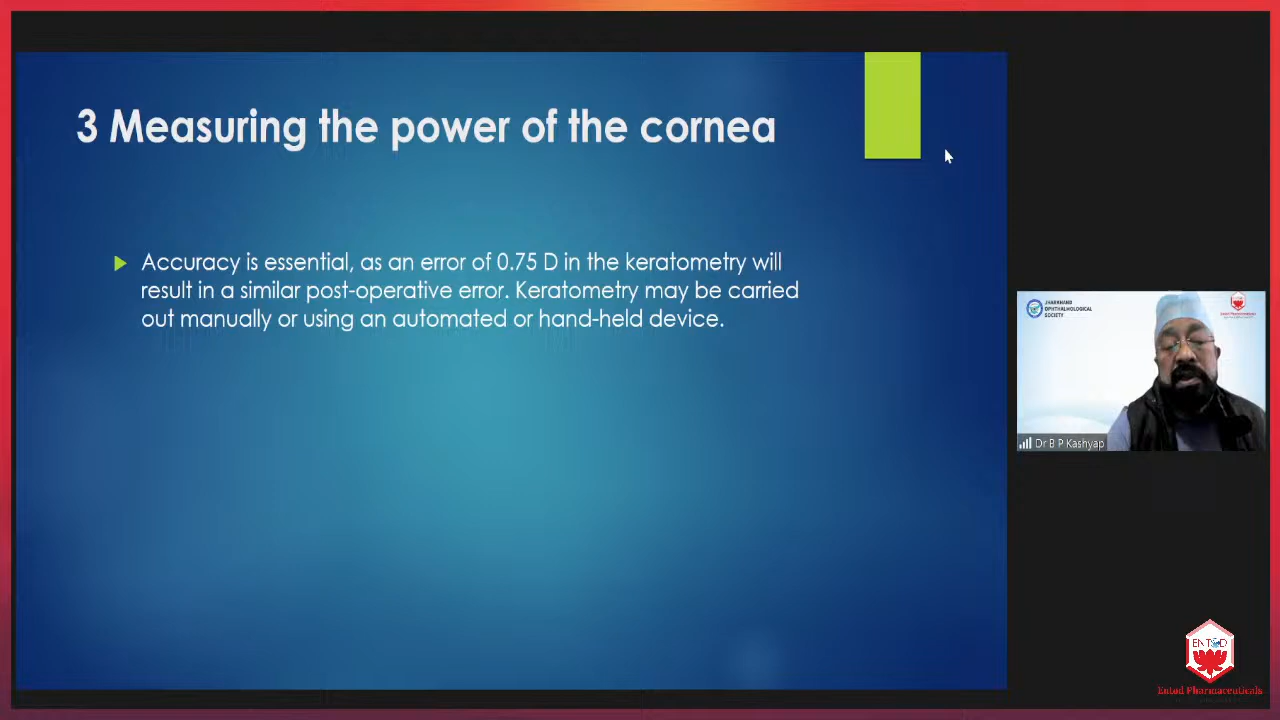 3 Measuring the power of the cornea
Accuracy is essential, as an error of 0.75 D in the keratometry will
result in a similar post-operative error. Keratometry may be carried
out manually or using an automated or hand-held device.
JHARKHAND
OPHTHALMOLOGICAL
SOCIETY
Dr B P Kashyap
ENTOD
Entod Pharmaceuticals